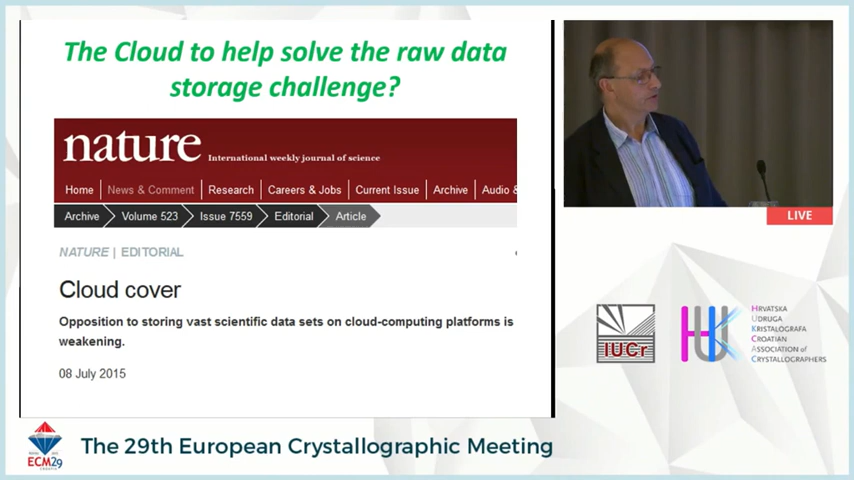 The Cloud to help solve the raw data
storage challenge?
nature International weekly journal of science
Home News & Comment Research Careers & Jobs Current Issue Archive Audio &
Archive Volume 523 Issue 7559 Editorial Article
NATURE | EDITORIAL
Cloud cover
Opposition to storing vast scientific data sets on cloud-computing platforms is
weakening.
08 July 2015
LIVE
IUCr
HUK
HRVATSKA
UDRUGA
KRISTALOGRAFA
CROATIAN
ASSOCIATION of
CRYSTALLOGRAPHERS
ECM29
The 29th European Crystallographic Meeting